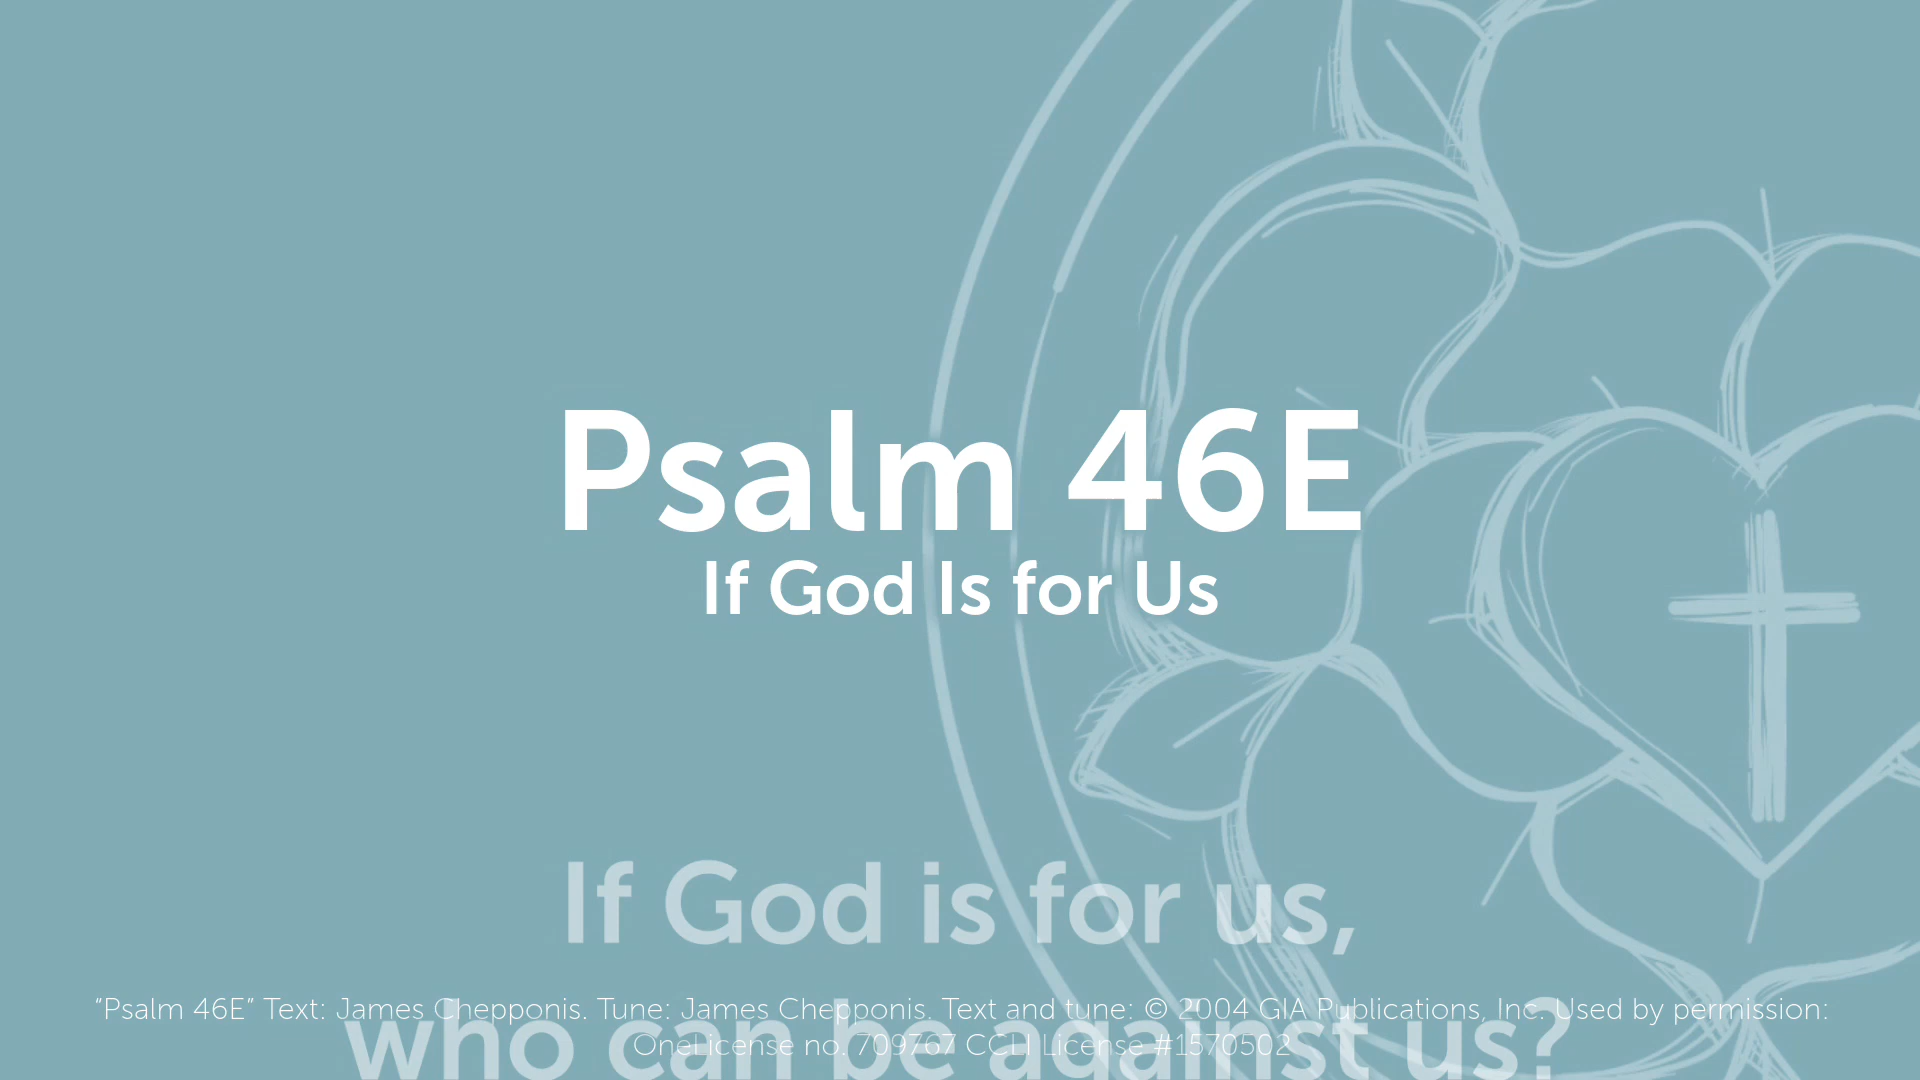 Psalm 46E
If God Is for Us
If God is for us,
“Psalm 46E” Text: James Chepponis. Tune: James Chepponis. Text and tune: © 2004 GIA Publications, Inc. Used by permission:
who can be against us?
OneLicense no. 709767 CCLI License #1570502